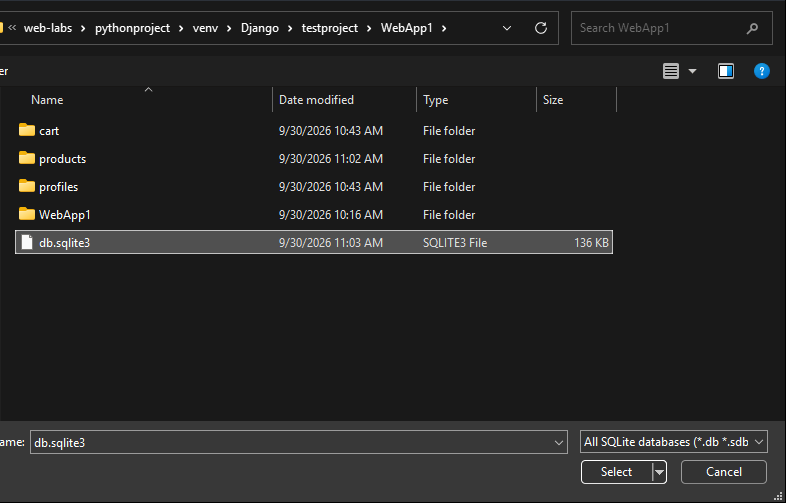 « web-labs › pythonproject › venv › Django › testproject › WebApp1 › Search WebApp1
er
Name Date modified Type Size
cart 9/30/2026 10:43 AM File folder
products 9/30/2026 11:02 AM File folder
profiles 9/30/2026 10:43 AM File folder
WebApp1 9/30/2026 10:16 AM File folder
db.sqlite3 9/30/2026 11:03 AM SQLITE3 File 136 KB
ame: db.sqlite3 All SQLite databases (*.db *.sdb
Select Cancel